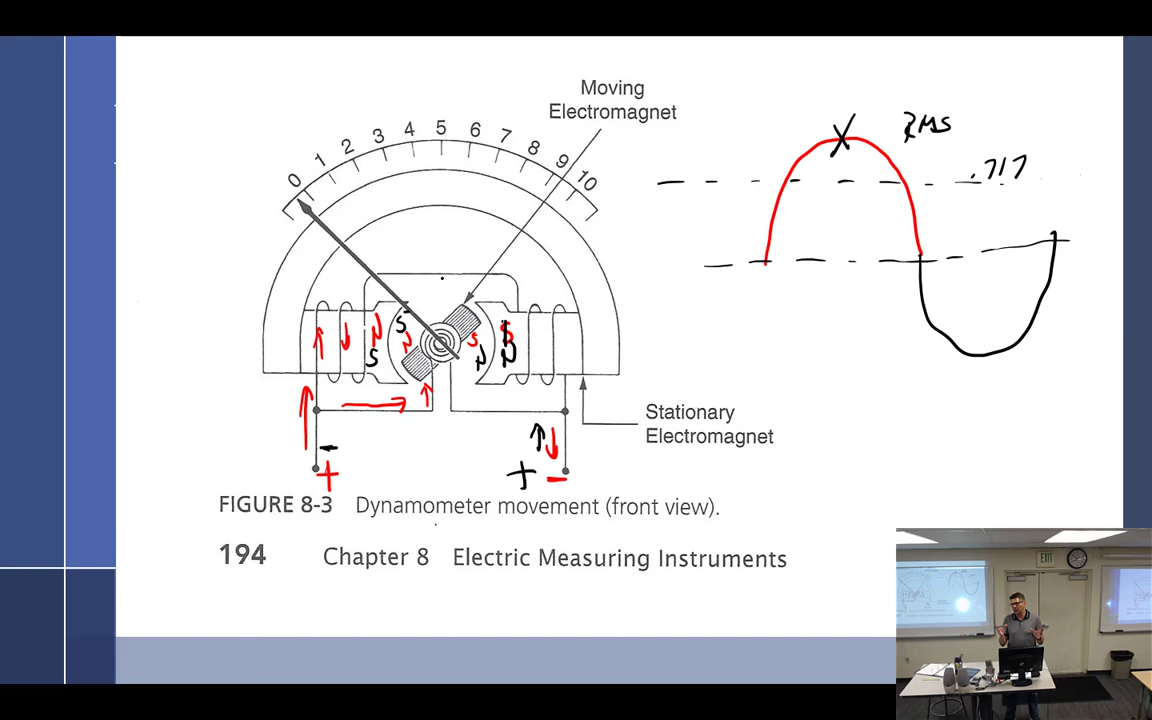 Moving
Electromagnet
RMS
.717
0 1 2 3 4 5 6 7 8 9 10
S
N
S
N
S
N
S
N
-
+
+
-
Stationary
Electromagnet
FIGURE 8-3 Dynamometer movement (front view).
194 Chapter 8 Electric Measuring Instruments
EXIT